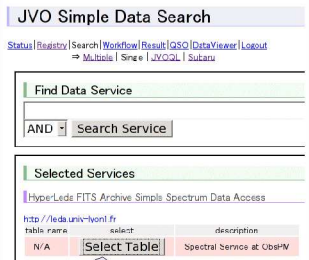 JVO Simple Data Search
Status|Registry|Search|Workflow|Result|QSO|DataViewer|Logout
⇒ Multiple | Single | JVOQL | Subaru
Find Data Service
AND Search Service
Selected Services
HyperLeda FITS Archive Simple Spectrum Data Access
http://leda.univ-lyon1.fr
table name select description
N/A Select Table Spectral Service at ObsPM